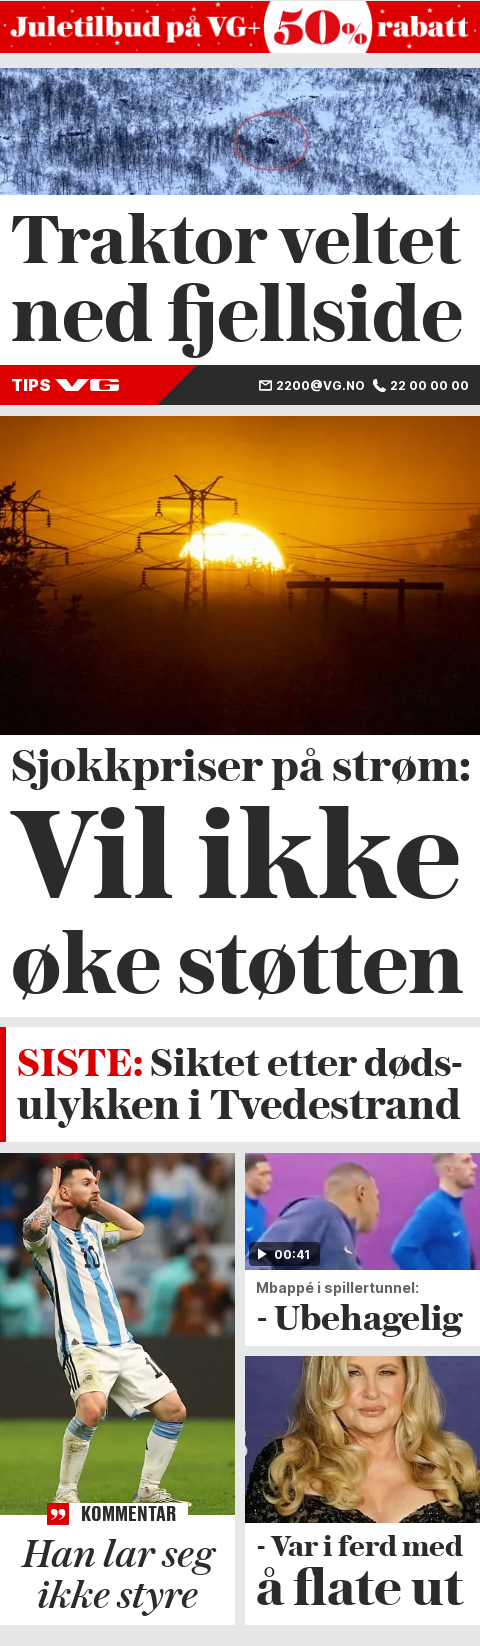 Juletilbud på VG+ 50% rabatt
Traktor veltet
ned fjellside
TIPS VG 2200@VG.NO 22 00 00 00
Sjokkpriser på strøm:
Vil ikke
øke støtten
SISTE: Siktet etter døds-
ulykken i Tvedestrand
10
00:41
Mbappé i spillertunnel:
- Ubehagelig
KOMMENTAR
Han lar seg
ikke styre
- Var i ferd med
å flate ut